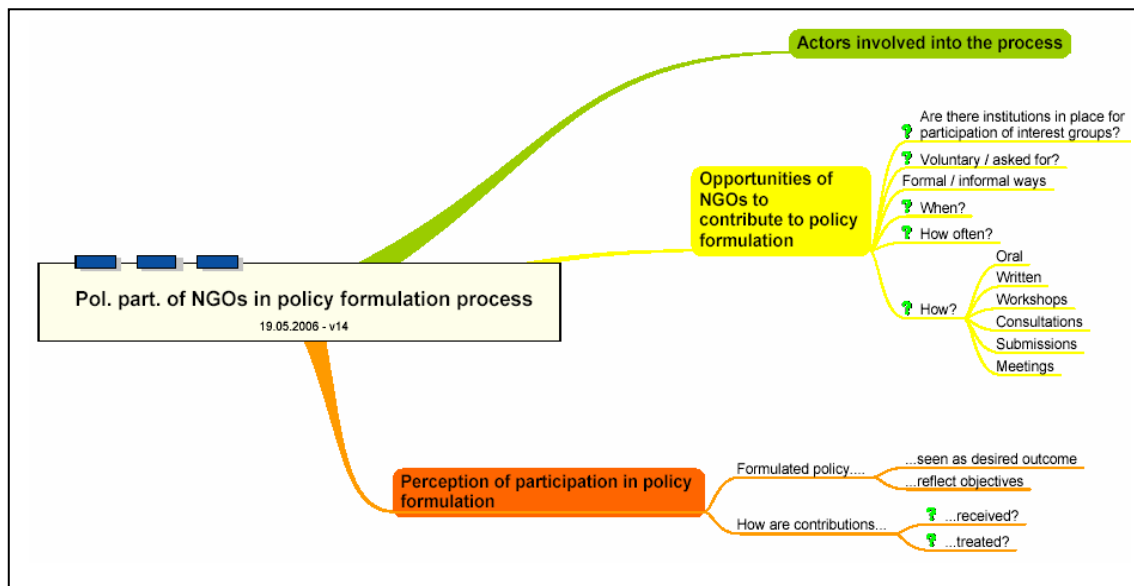 Actors involved into the process
Are there institutions in place for
participation of interest groups?
Voluntary / asked for?
Opportunities of
NGOs to
contribute to policy
formulation
Formal / informal ways
When?
How often?
Oral
Written
Workshops
How?
Consultations
Submissions
Meetings
Pol. part. of NGOs in policy formulation process
19.05.2006 - v14
Perception of participation in policy
formulation
Formulated policy....
...seen as desired outcome
...reflect objectives
How are contributions...
...received?
...treated?